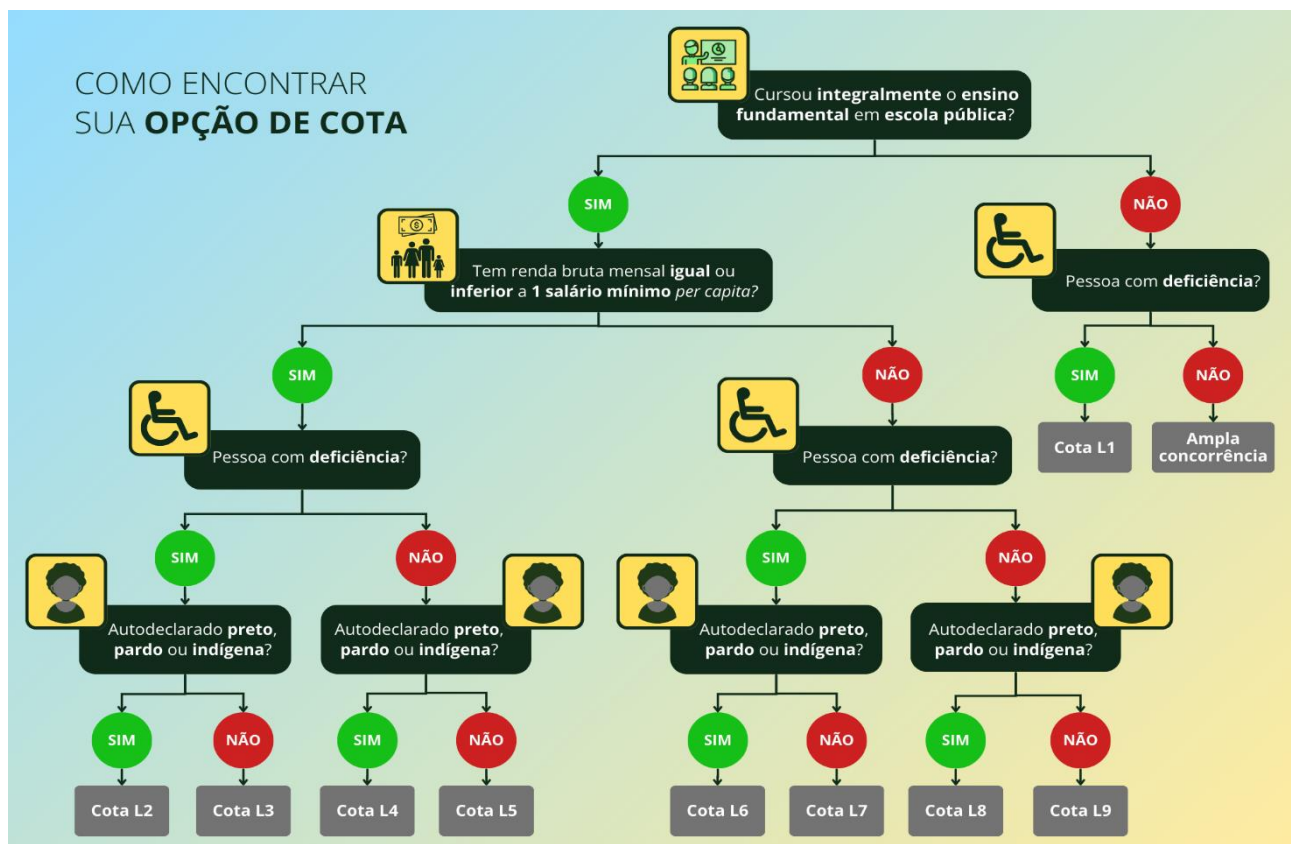 COMO ENCONTRAR
SUA OPÇÃO DE COTA
Cursou integralmente o ensino
fundamental em escola pública?
SIM
NÃO
Tem renda bruta mensal igual ou
inferior a 1 salário mínimo per capita?
Pessoa com deficiência?
SIM
NÃO
SIM
NÃO
Cota L1
Ampla
concorrência
Pessoa com deficiência?
Pessoa com deficiência?
SIM
NÃO
SIM
NÃO
Autodeclarado preto,
pardo ou indígena?
Autodeclarado preto,
pardo ou indígena?
Autodeclarado preto,
pardo ou indígena?
Autodeclarado preto,
pardo ou indígena?
SIM
NÃO
SIM
NÃO
SIM
NÃO
SIM
NÃO
Cota L2
Cota L3
Cota L4
Cota L5
Cota L6
Cota L7
Cota L8
Cota L9